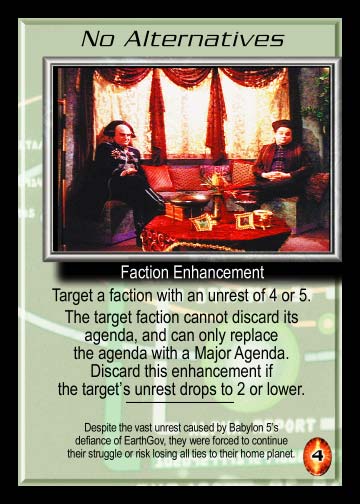 No Alternatives
Faction Enhancement
Target a faction with an unrest of 4 or 5.
The target faction cannot discard its
agenda, and can only replace
the agenda with a Major Agenda.
Discard this enhancement if
the target's unrest drops to 2 or lower.
Despite the vast unrest caused by Babylon 5's
defiance of EarthGov, they were forced to continue
their struggle or risk losing all ties to their home planet.
4